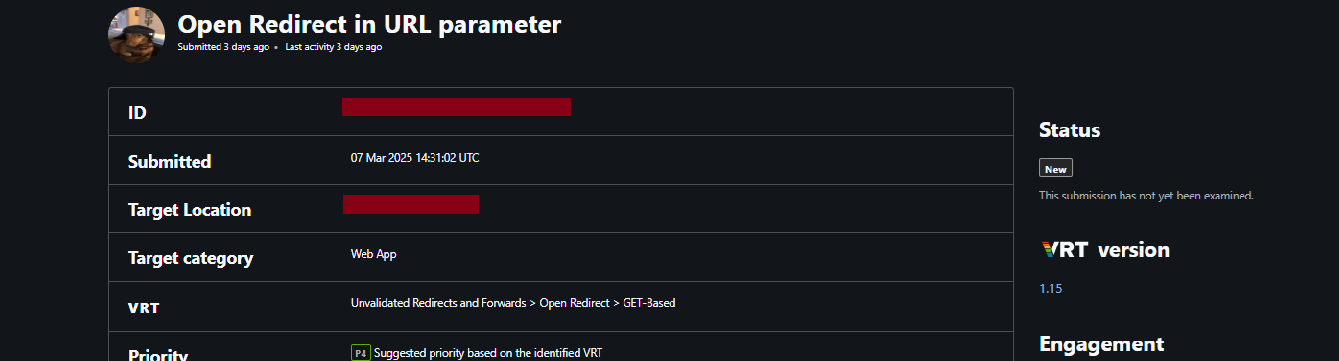 Open Redirect in URL parameter
Submitted 3 days ago • Last activity 3 days ago
ID
Submitted 07 Mar 2025 14:31:02 UTC
Target Location
Target category Web App
VRT Unvalidated Redirects and Forwards > Open Redirect > GET-Based
Priority P4 Suggested priority based on the identified VRT
Status
New
This submission has not yet been examined.
VRT version
1.15
Engagement